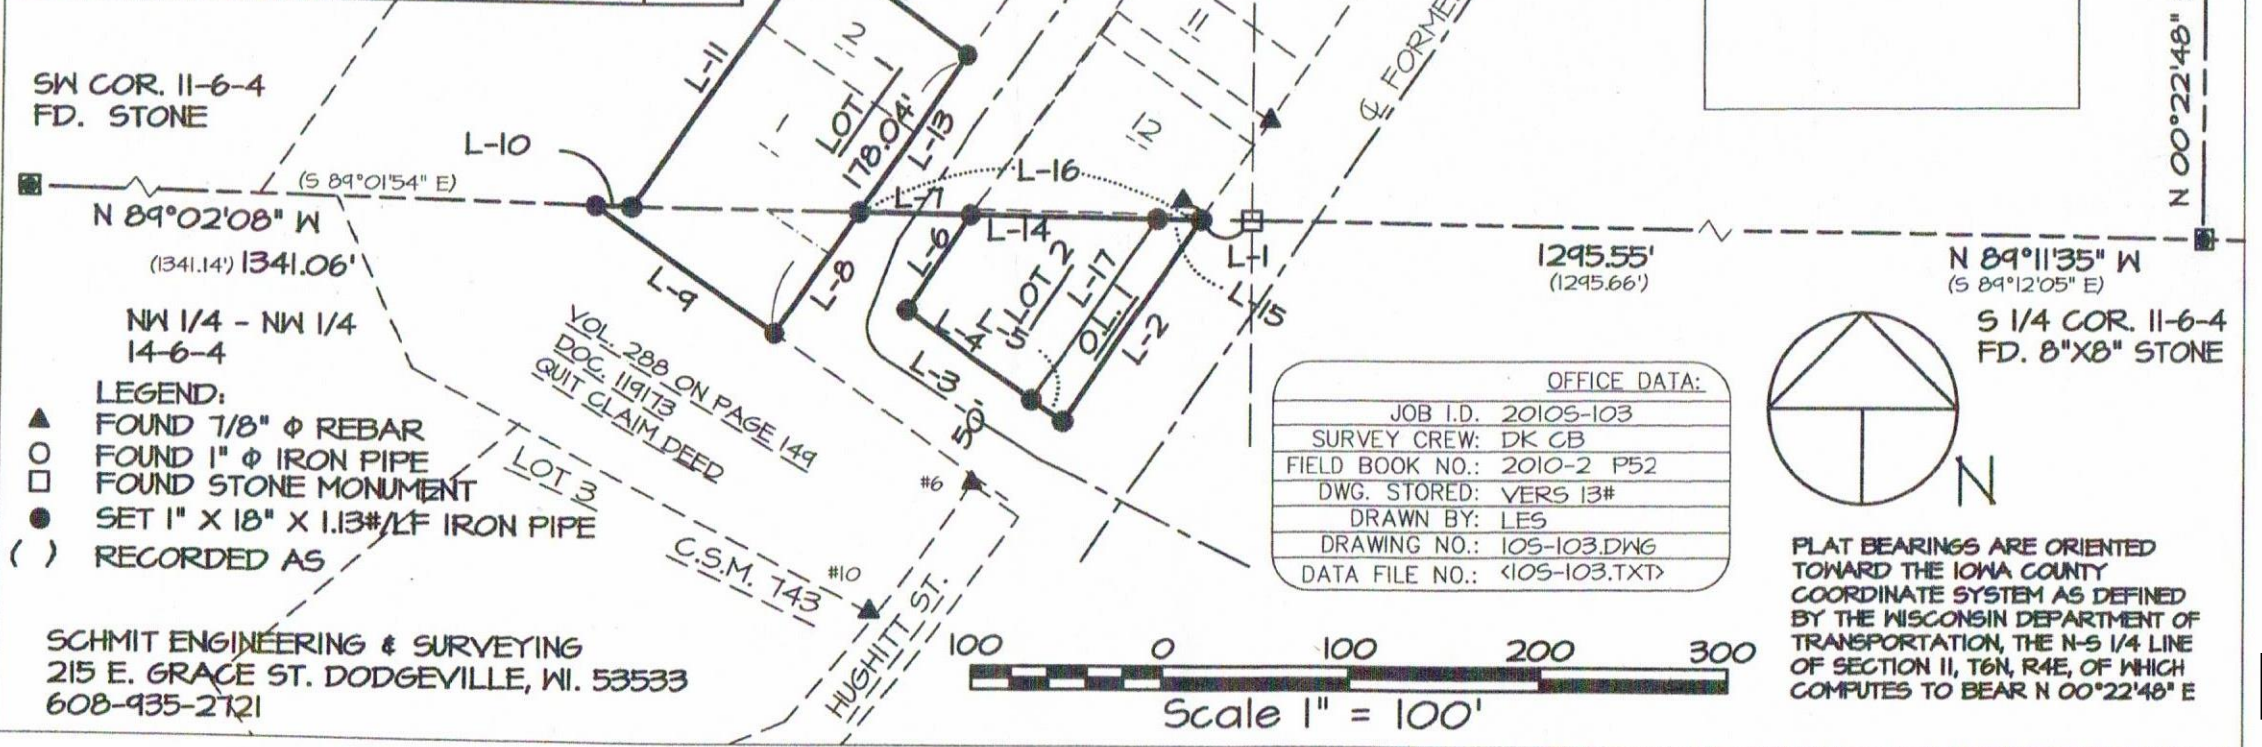 SW COR. 11-6-4
FD. STONE
L-10
L-11
2
1
LOT 1
178.04'
L-13
11
12
℄ FORME
N 00°22'48"
(S 89°01'54" E)
N 89°02'08" W
(1341.14') 1341.06'
L-7
L-16
L-6
L-14
L-8
L-9
LOT 2
L-17
L-4
L-5
L-3
50'
O.L. 1
L-2
L-1
L-15
1295.55'
(1295.66')
N 89°11'35" W
(S 89°12'05" E)
S 1/4 COR. 11-6-4
FD. 8"X8" STONE
NW 1/4 - NW 1/4
14-6-4
VOL. 288 ON PAGE 149
DOC. 119173
QUIT CLAIM DEED
LEGEND:
FOUND 7/8" Φ REBAR
FOUND 1" Φ IRON PIPE
FOUND STONE MONUMENT
SET 1" X 18" X 1.13#/LF IRON PIPE
( ) RECORDED AS
LOT 3
C.S.M. 743
#6
#10
HUGHITT ST.
OFFICE DATA:
JOB I.D. 2010S-103
SURVEY CREW: DK CB
FIELD BOOK NO.: 2010-2 P52
DWG. STORED: VERS 13#
DRAWN BY: LES
DRAWING NO.: 10S-103.DWG
DATA FILE NO.: <10S-103.TXT>
N
PLAT BEARINGS ARE ORIENTED
TOWARD THE IOWA COUNTY
COORDINATE SYSTEM AS DEFINED
BY THE WISCONSIN DEPARTMENT OF
TRANSPORTATION, THE N-S 1/4 LINE
OF SECTION 11, T6N, R4E, OF WHICH
COMPUTES TO BEAR N 00°22'48" E
SCHMIT ENGINEERING & SURVEYING
215 E. GRACE ST. DODGEVILLE, WI. 53533
608-935-2721
100 0 100 200 300
Scale 1" = 100'